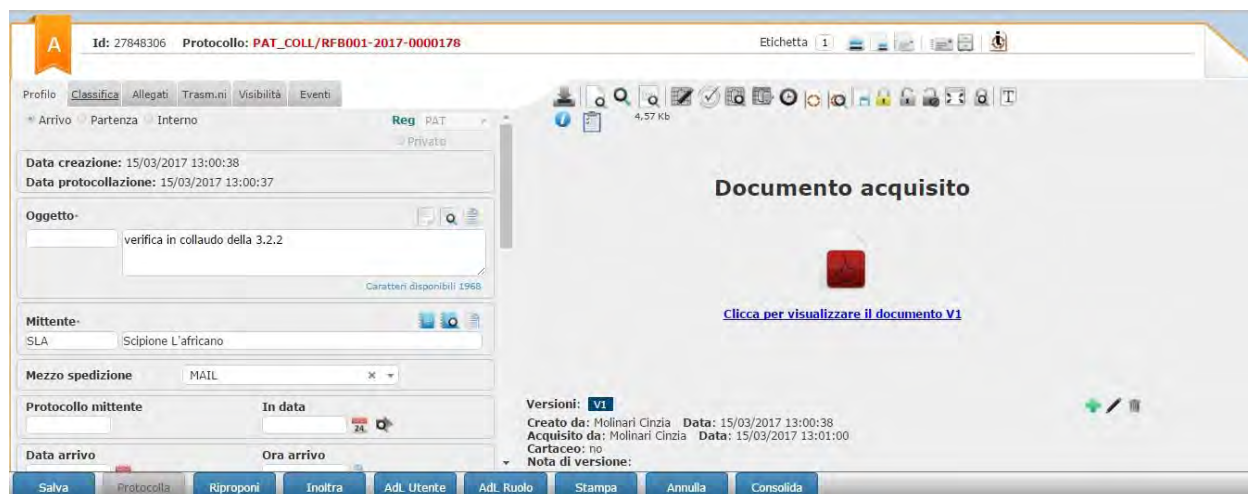 A
Id: 27848306 Protocollo: PAT_COLL/RFB001-2017-0000178
Etichetta 1
Profilo Classifica Allegati Trasm.ni Visibilità Eventi
Arrivo Partenza Interno Reg PAT
Privato
4,57 Kb
Data creazione: 15/03/2017 13:00:38
Data protocollazione: 15/03/2017 13:00:37
Documento acquisito
Oggetto*
verifica in collaudo della 3.2.2
Caratteri disponibili 1968
Clicca per visualizzare il documento V1
Mittente*
SLA Scipione L'africano
Mezzo spedizione MAIL
Protocollo mittente In data
24
Data arrivo Ora arrivo
Versioni: V1
Creato da: Molinari Cinzia Data: 15/03/2017 13:00:38
Acquisito da: Molinari Cinzia Data: 15/03/2017 13:01:00
Cartaceo: no
Nota di versione:
Salva Protocolla Riproponi Inoltra AdL Utente AdL Ruolo Stampa Annulla Consolida